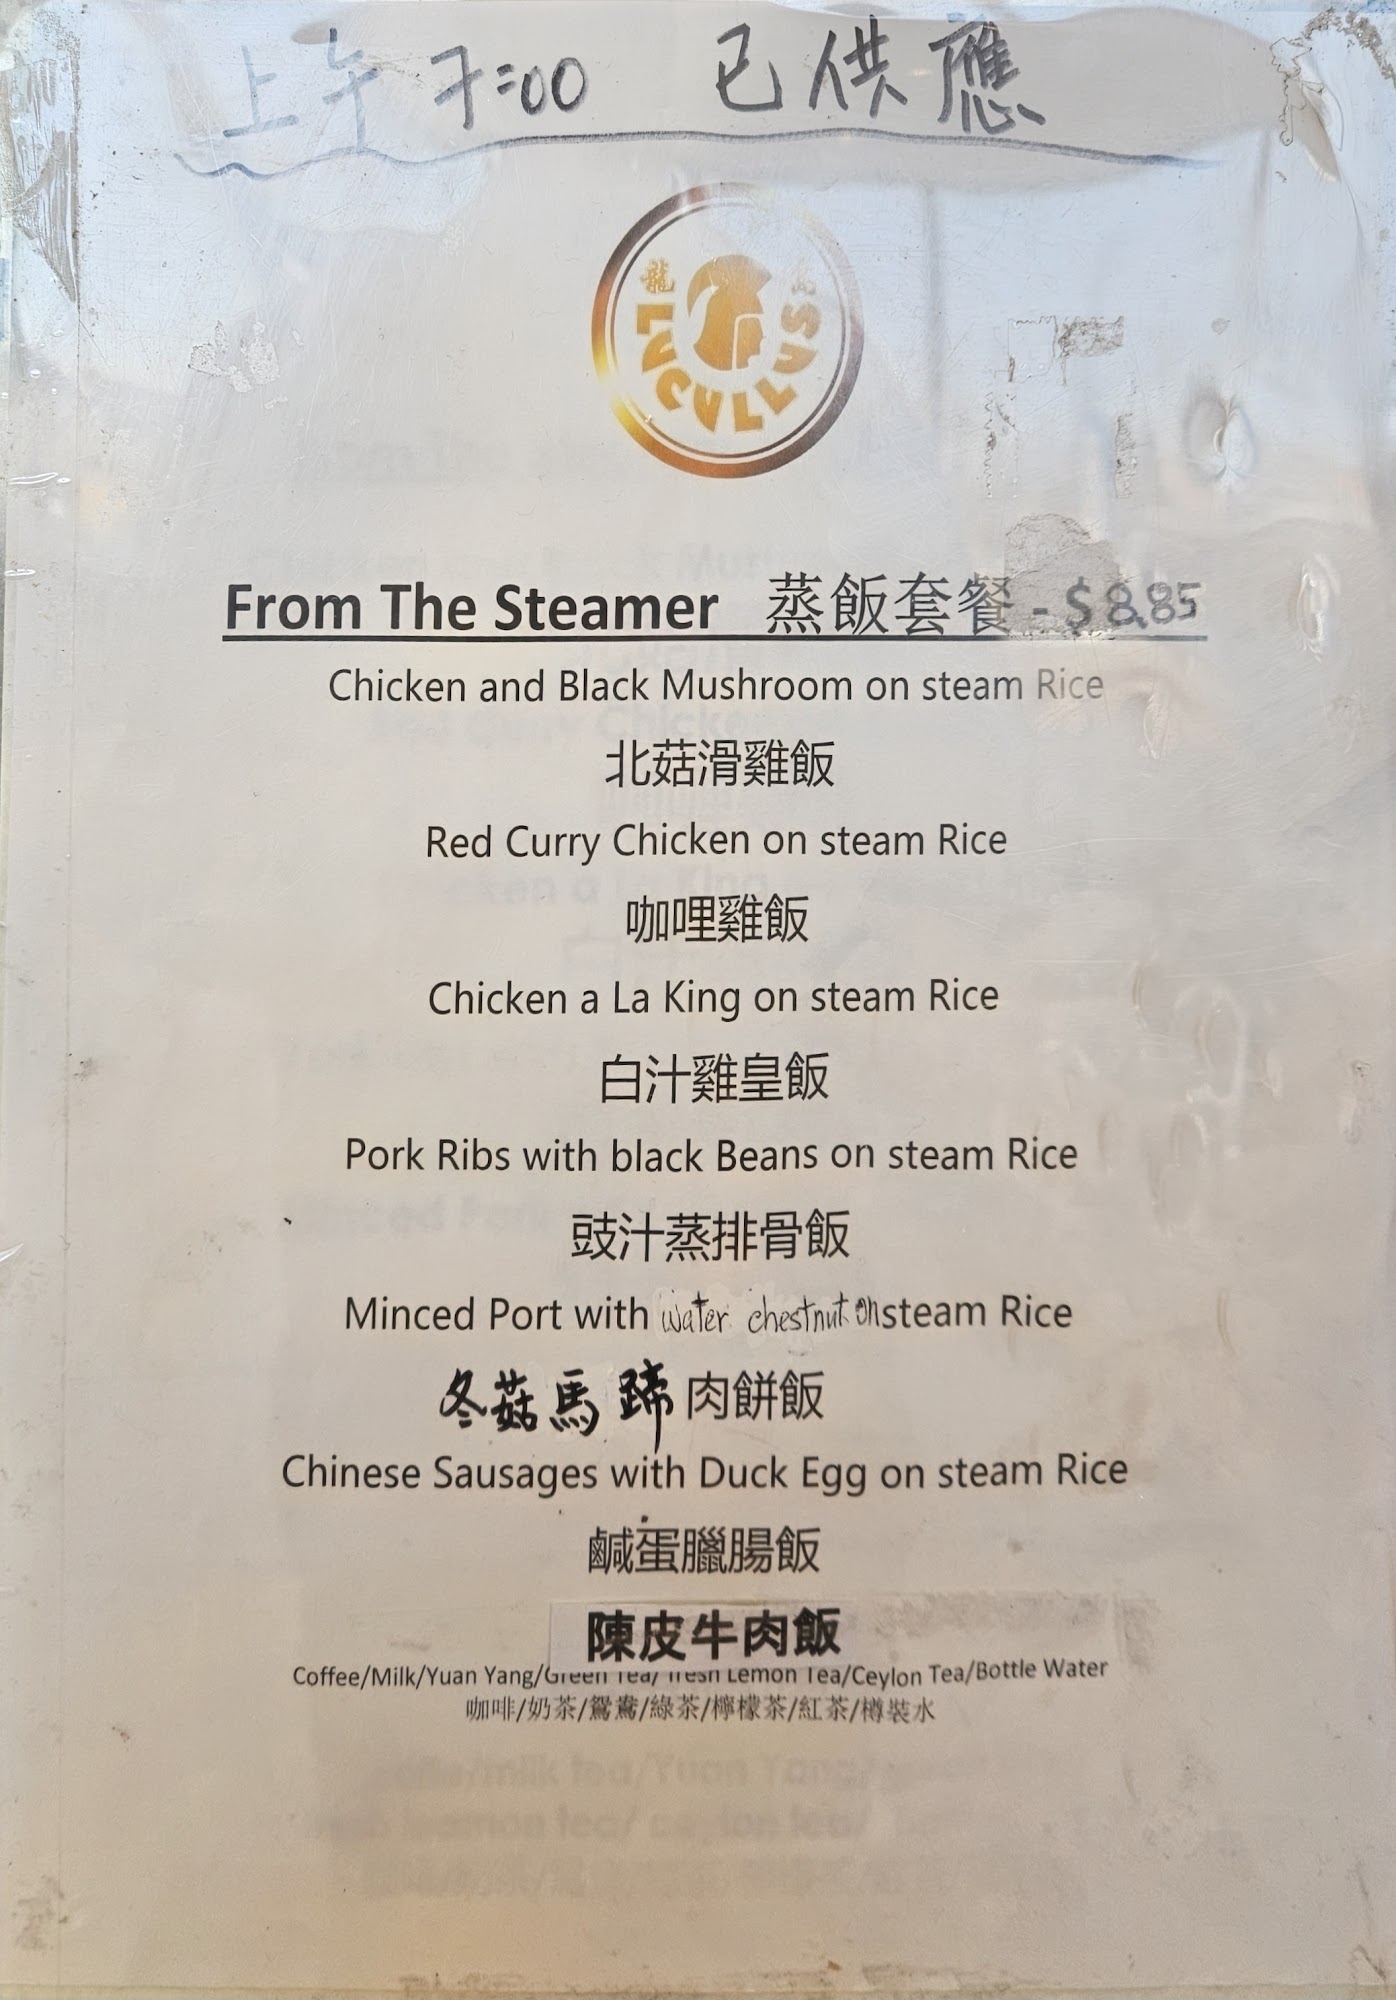 上午 7:00 已供應
龍
LUCULLUS
From The Steamer 蒸飯套餐 - $8.85
Chicken and Black Mushroom on steam Rice
北菇滑雞飯
Red Curry Chicken on steam Rice
咖哩雞飯
Chicken a La King on steam Rice
白汁雞皇飯
Pork Ribs with black Beans on steam Rice
豉汁蒸排骨飯
Minced Port with water chestnut on steam Rice
冬菇馬蹄肉餅飯
Chinese Sausages with Duck Egg on steam Rice
鹹蛋臘腸飯
陳皮牛肉飯
Coffee/Milk/Yuan Yang/Green Tea/ fresh Lemon Tea/Ceylon Tea/Bottle Water
咖啡/奶茶/鴛鴦/綠茶/檸檬茶/紅茶/樽裝水